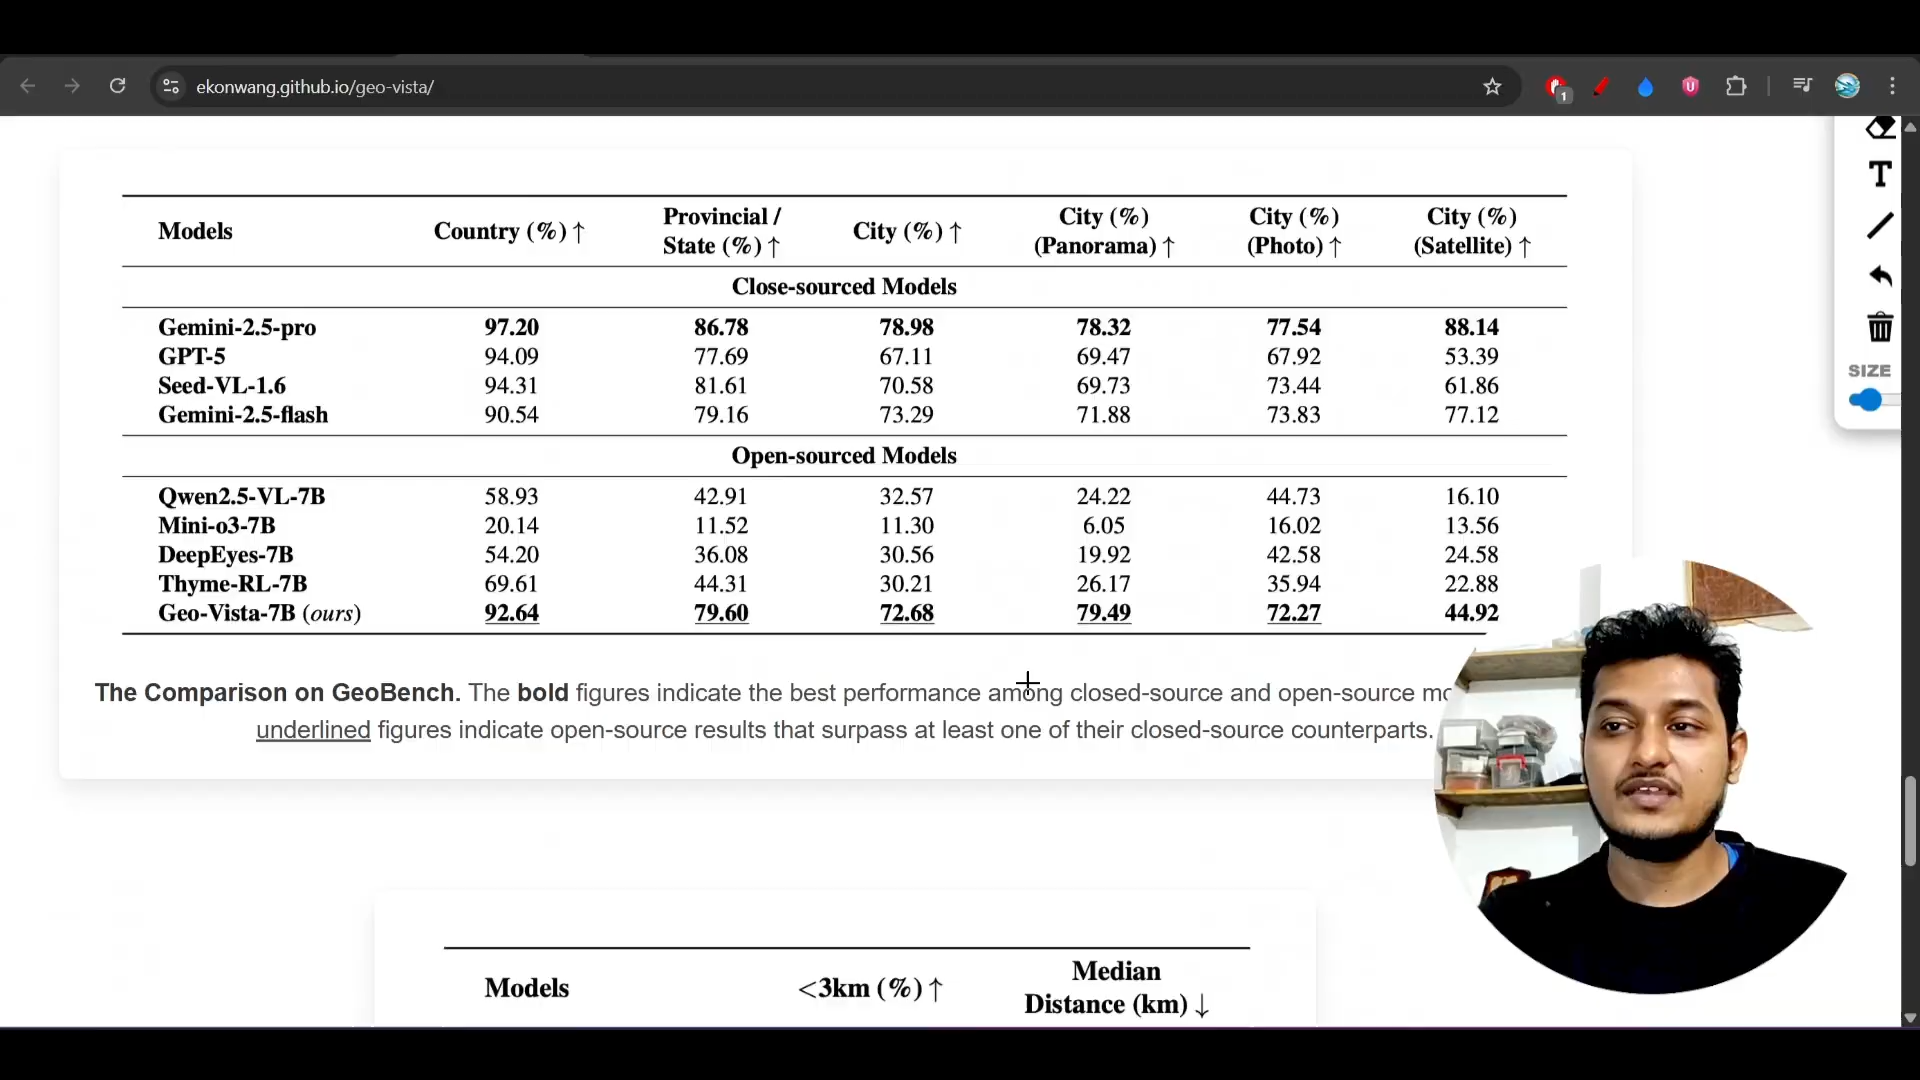 ekonwang.github.io/geo-vista/
1
Models Country (%) ↑ Provincial / State (%) ↑ City (%) ↑ City (%) (Panorama) ↑ City (%) (Photo) ↑ City (%) (Satellite) ↑
Close-sourced Models
Gemini-2.5-pro 97.20 86.78 78.98 78.32 77.54 88.14
GPT-5 94.09 77.69 67.11 69.47 67.92 53.39
Seed-VL-1.6 94.31 81.61 70.58 69.73 73.44 61.86
Gemini-2.5-flash 90.54 79.16 73.29 71.88 73.83 77.12
Open-sourced Models
Qwen2.5-VL-7B 58.93 42.91 32.57 24.22 44.73 16.10
Mini-o3-7B 20.14 11.52 11.30 6.05 16.02 13.56
DeepEyes-7B 54.20 36.08 30.56 19.92 42.58 24.58
Thyme-RL-7B 69.61 44.31 30.21 26.17 35.94 22.88
Geo-Vista-7B (ours) 92.64 79.60 72.68 79.49 72.27 44.92
The Comparison on GeoBench. The bold figures indicate the best performance among closed-source and open-source
underlined figures indicate open-source results that surpass at least one of their closed-source counterparts.
Models <3km (%) ↑ Median Distance (km) ↓
T
SIZE